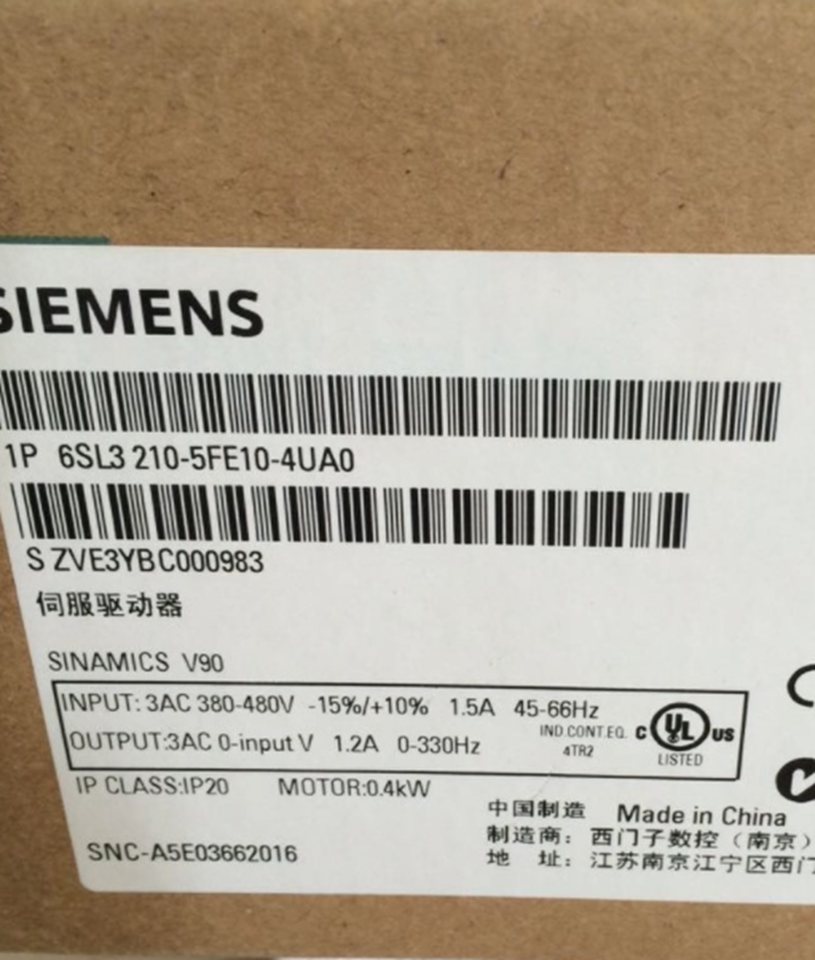 SIEMENS
1P 6SL3 210-5FE10-4UA0
S ZVE3YBC000983
伺服驱动器
SINAMICS V90
INPUT: 3AC 380-480V -15%/+10% 1.5A 45-66Hz
OUTPUT:3AC 0-input V 1.2A 0-330Hz
IND.CONT.EQ.
4TR2
C UL US
LISTED
IP CLASS:IP20 MOTOR:0.4kW
中国制造 Made in China
制造商: 西门子数控（南京）
SNC-A5E03662016
地 址: 江苏南京江宁区西门